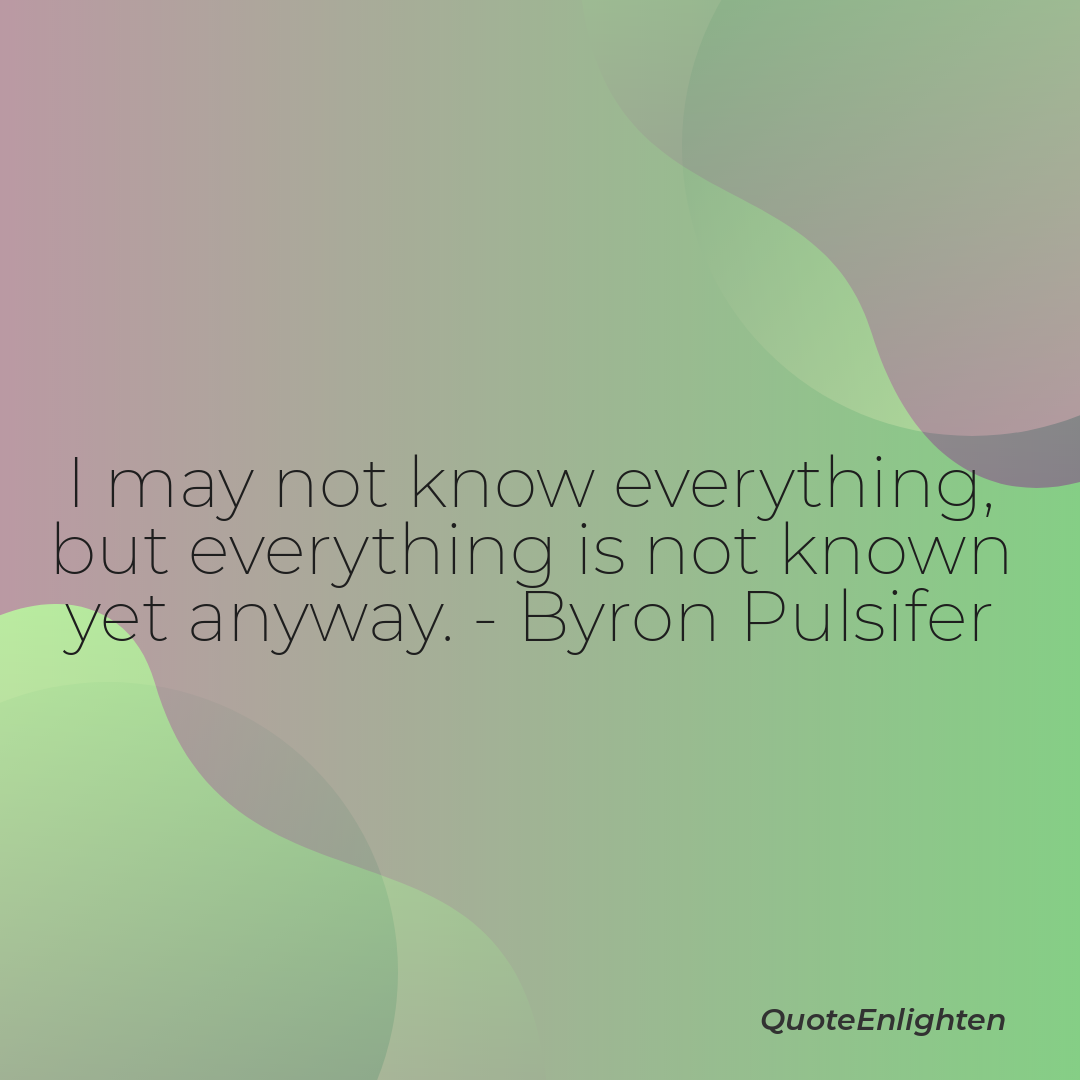 I may not know everything,
but everything is not known
yet anyway. - Byron Pulsifer
QuoteEnlighten